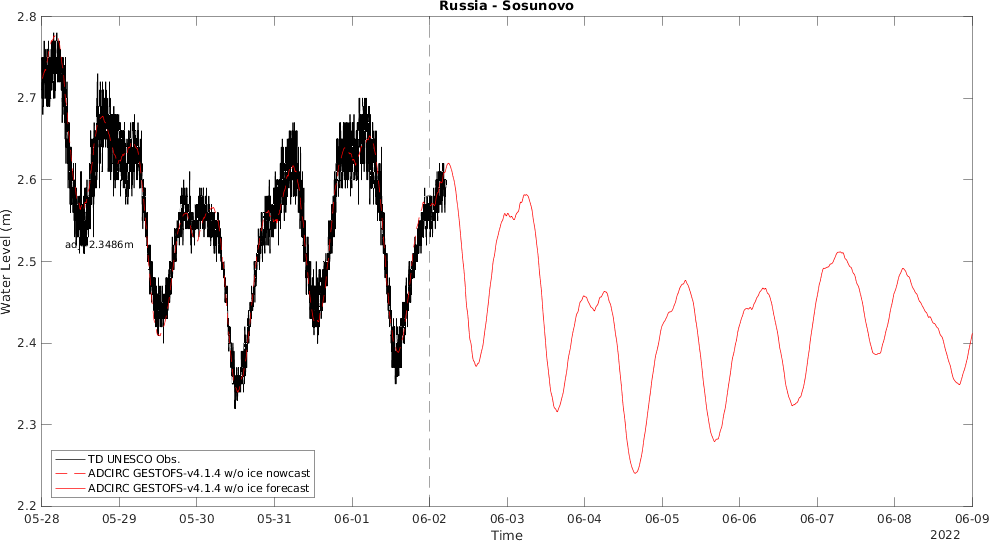 Russia - Sosunovo
2.8
2.7
2.6
2.5
2.4
2.3
2.2
Water Level (m)
2.3486m
TD UNESCO Obs.
ADCIRC GESTOFS-v4.1.4 w/o ice nowcast
ADCIRC GESTOFS-v4.1.4 w/o ice forecast
05-28 05-29 05-30 05-31 06-01 06-02 06-03 06-04 06-05 06-06 06-07 06-08 06-09
Time
2022